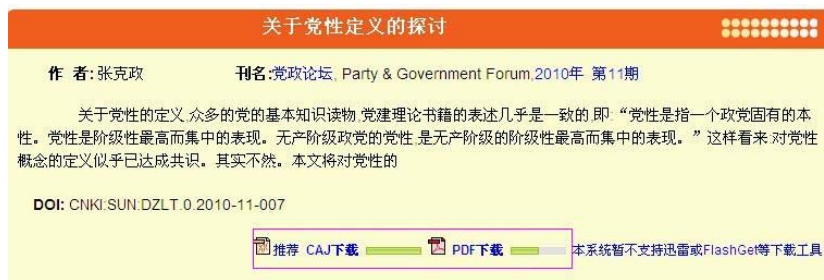 关于党性定义的探讨
作 者:张克政 刊名:党政论坛, Party & Government Forum,2010年 第11期
关于党性的定义,众多的党的基本知识读物,党建理论书籍的表述几乎是一致的,即:“党性是指一个政党固有的本
性。党性是阶级性最高而集中的表现。无产阶级政党的党性,是无产阶级的阶级性最高而集中的表现。”这样看来:对党性
概念的定义似乎已达成共识。其实不然。本文将对党性的
DOI: CNKI:SUN:DZLT.0.2010-11-007
推荐 CAJ下载 PDF下载 本系统暂不支持迅雷或FlashGet等下载工具